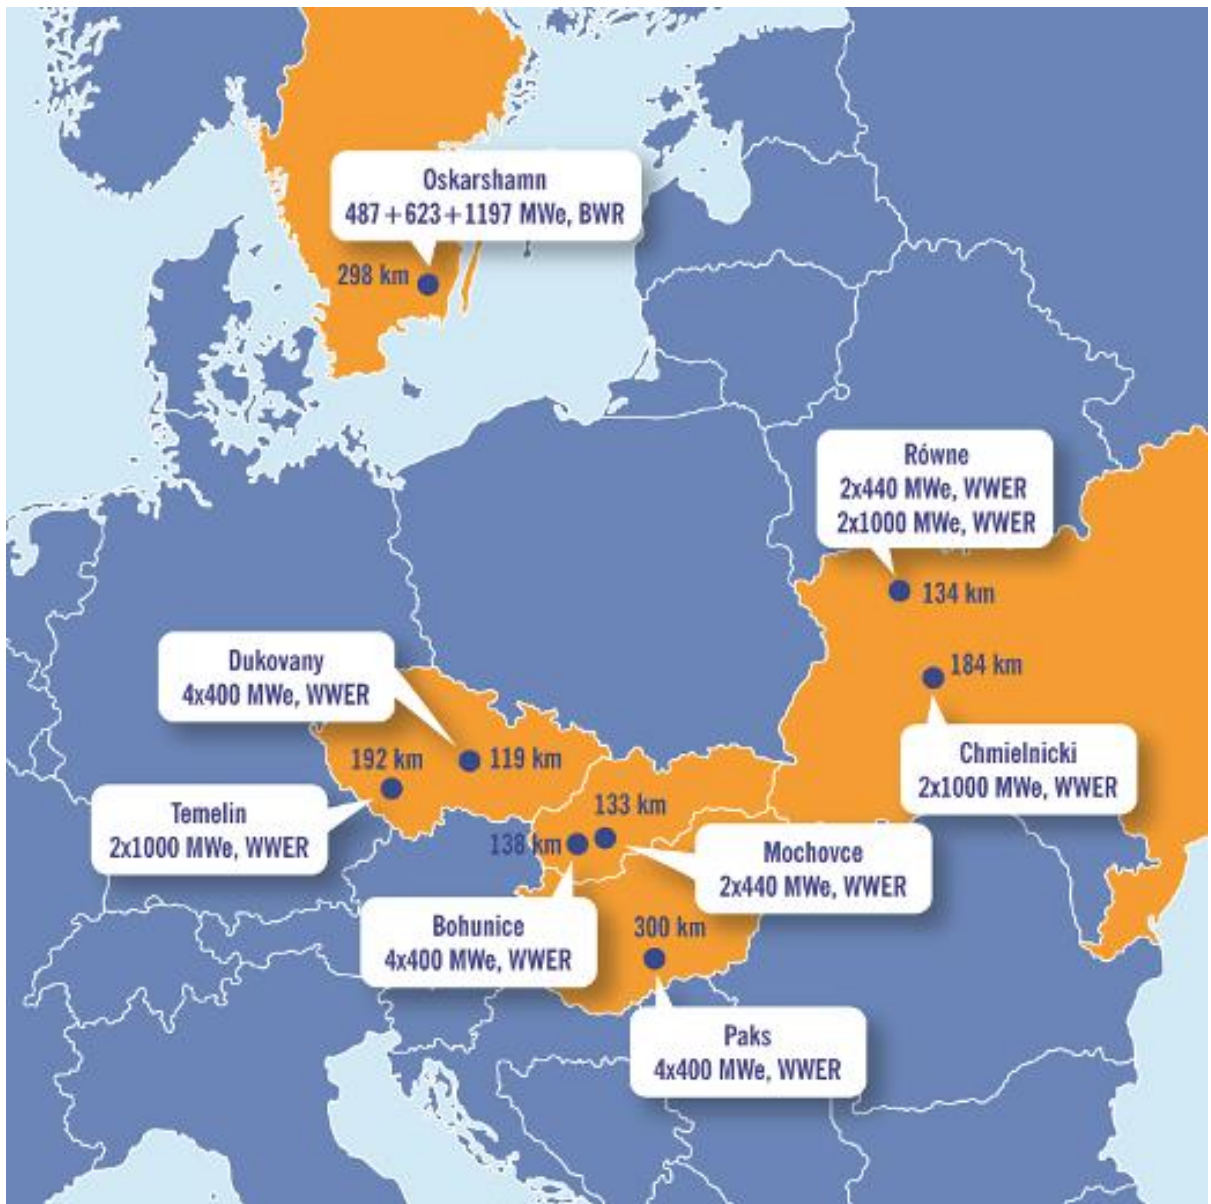 Oskarshamn
487+623+1197 MWe, BWR
298 km
Równe
2x440 MWe, WWER
2x1000 MWe, WWER
134 km
184 km
Chmielnicki
2x1000 MWe, WWER
Dukovany
4x400 MWe, WWER
192 km
119 km
Temelin
2x1000 MWe, WWER
133 km
138 km
Mochovce
2x440 MWe, WWER
Bohunice
4x400 MWe, WWER
300 km
Paks
4x400 MWe, WWER